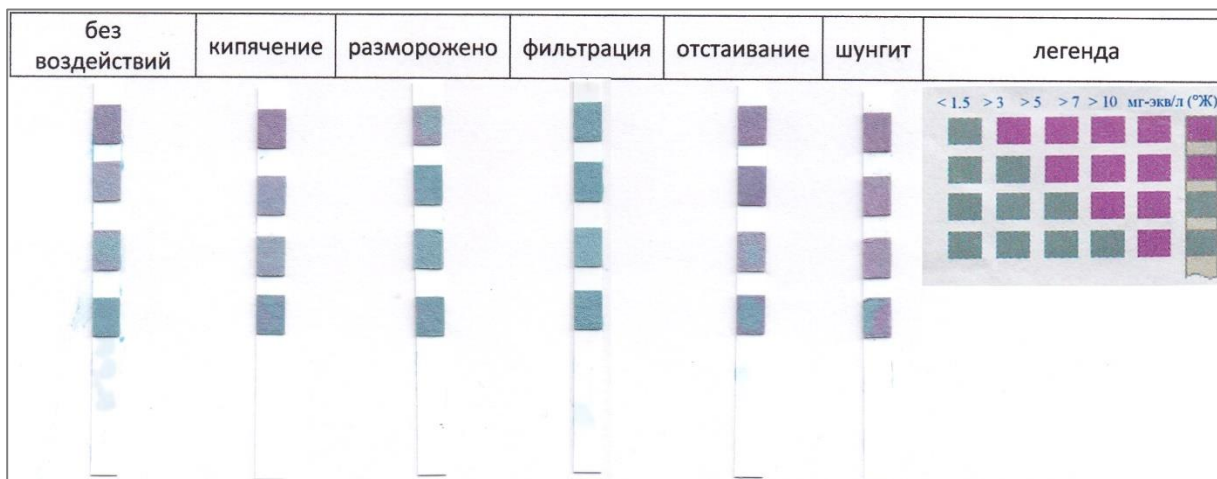 без
воздействий
кипячение
разморожено
фильтрация
отстаивание
шунгит
легенда
< 1.5 > 3 > 5 > 7 > 10 мг-экв/л (°Ж)